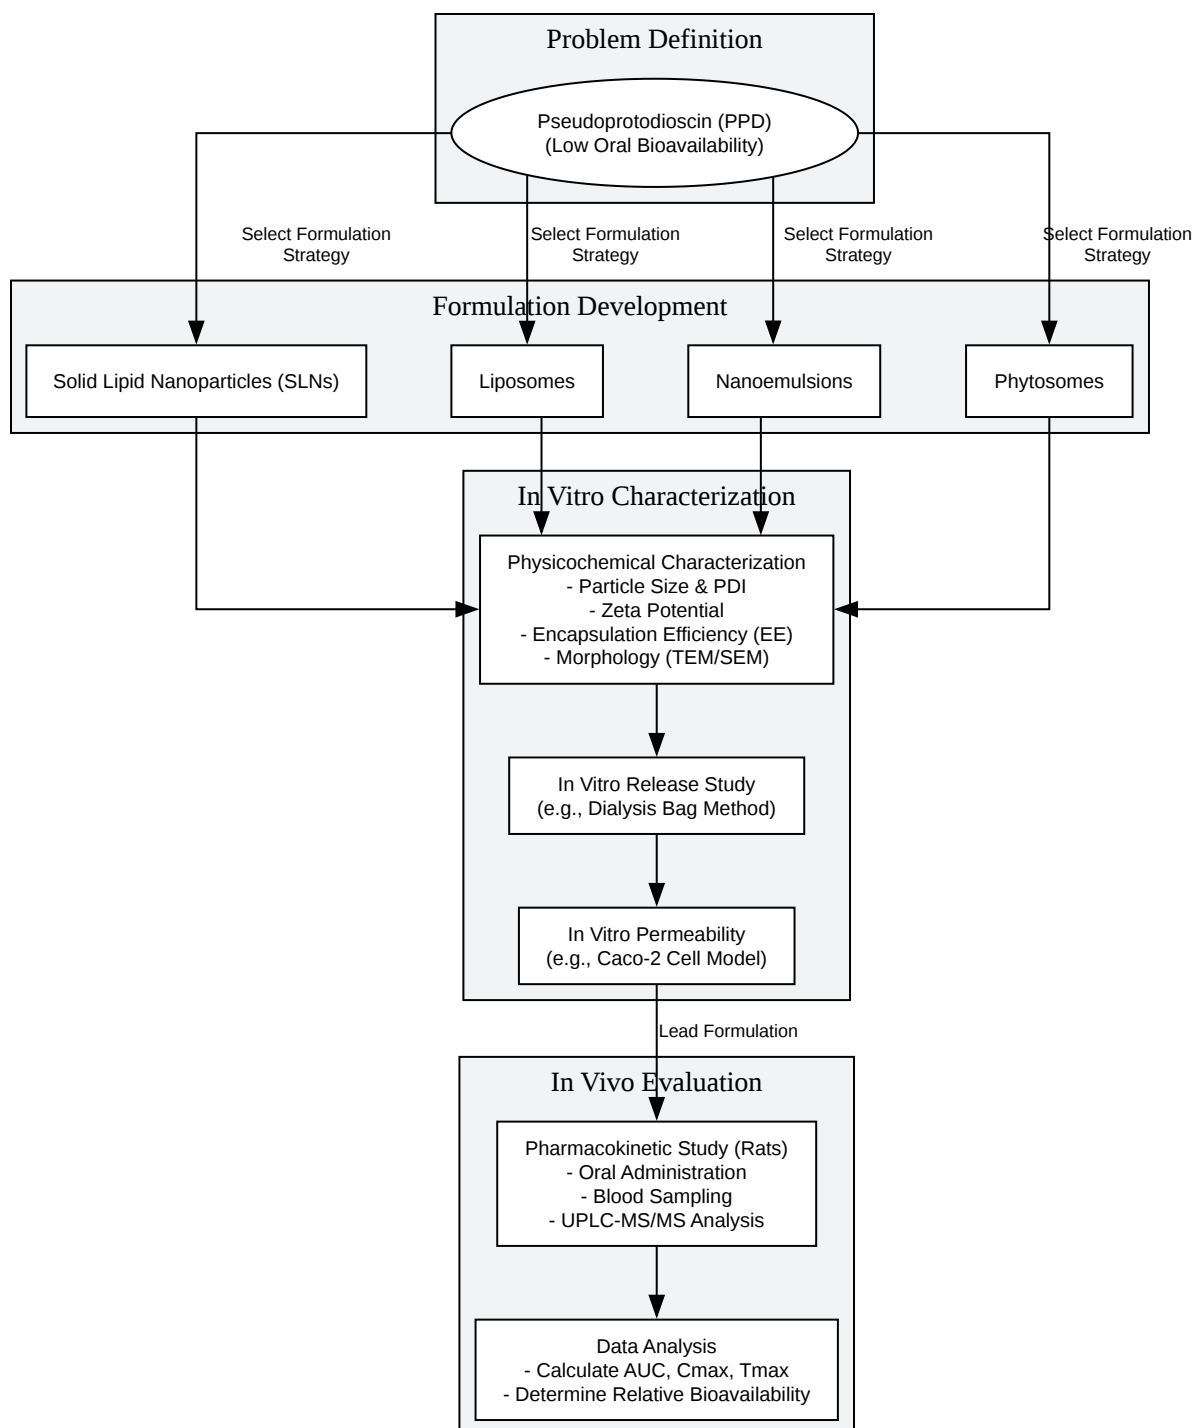 Problem Definition
Pseudoprotodioscin (PPD)
(Low Oral Bioavailability)
Select Formulation
Strategy
Select Formulation
Strategy
Select Formulation
Strategy
Select Formulation
Strategy
Formulation Development
Solid Lipid Nanoparticles (SLNs)
Liposomes
Nanoemulsions
Phytosomes
In Vitro Characterization
Physicochemical Characterization
- Particle Size & PDI
- Zeta Potential
- Encapsulation Efficiency (EE)
- Morphology (TEM/SEM)
In Vitro Release Study
(e.g., Dialysis Bag Method)
In Vitro Permeability
(e.g., Caco-2 Cell Model)
Lead Formulation
In Vivo Evaluation
Pharmacokinetic Study (Rats)
- Oral Administration
- Blood Sampling
- UPLC-MS/MS Analysis
Data Analysis
- Calculate AUC, Cmax, Tmax
- Determine Relative Bioavailability